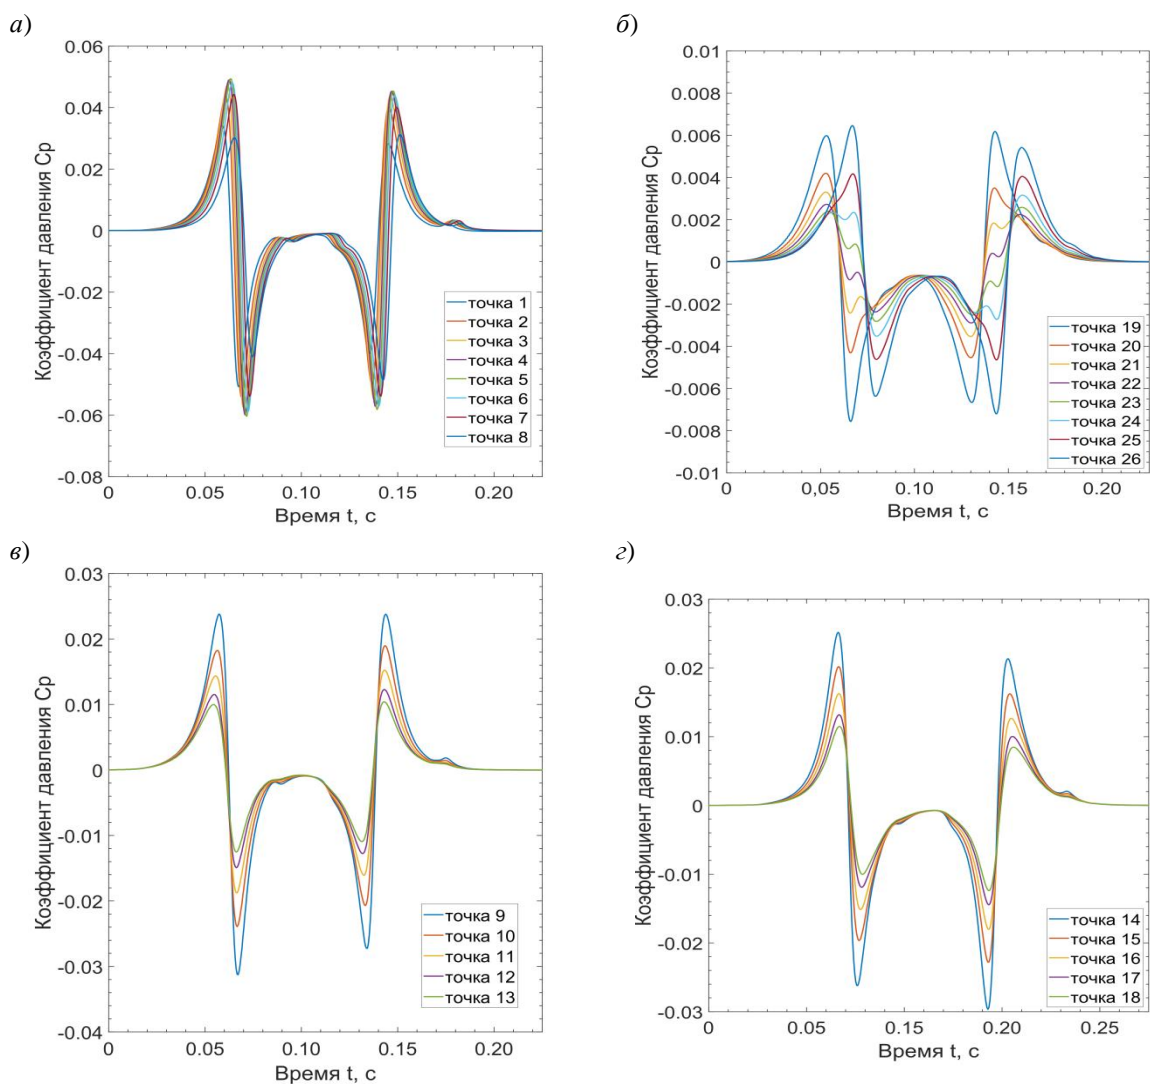 а)
0.06
0.04
0.02
0
-0.02
-0.04
-0.06
-0.08
Коэффициент давления Ср
0
0.05
0.10
0.15
0.20
Время t, с
точка 1
точка 2
точка 3
точка 4
точка 5
точка 6
точка 7
точка 8
б)
0.01
0.008
0.006
0.004
0.002
0
-0.002
-0.004
-0.006
-0.008
-0.01
Коэффициент давления Ср
0
0,05
0.10
0.15
0.20
Время t, с
точка 19
точка 20
точка 21
точка 22
точка 23
точка 24
точка 25
точка 26
в)
0.03
0.02
0.01
0
-0.01
-0.02
-0.03
-0.04
Коэффициент давления Ср
0
0.05
0.10
0.15
0.20
Время t, с
точка 9
точка 10
точка 11
точка 12
точка 13
г)
0.03
0.02
0.01
0
-0.01
-0.02
-0.03
Коэффициент давления Ср
0
0.05
0.10
0.15
0.20
0.25
Время t, с
точка 14
точка 15
точка 16
точка 17
точка 18